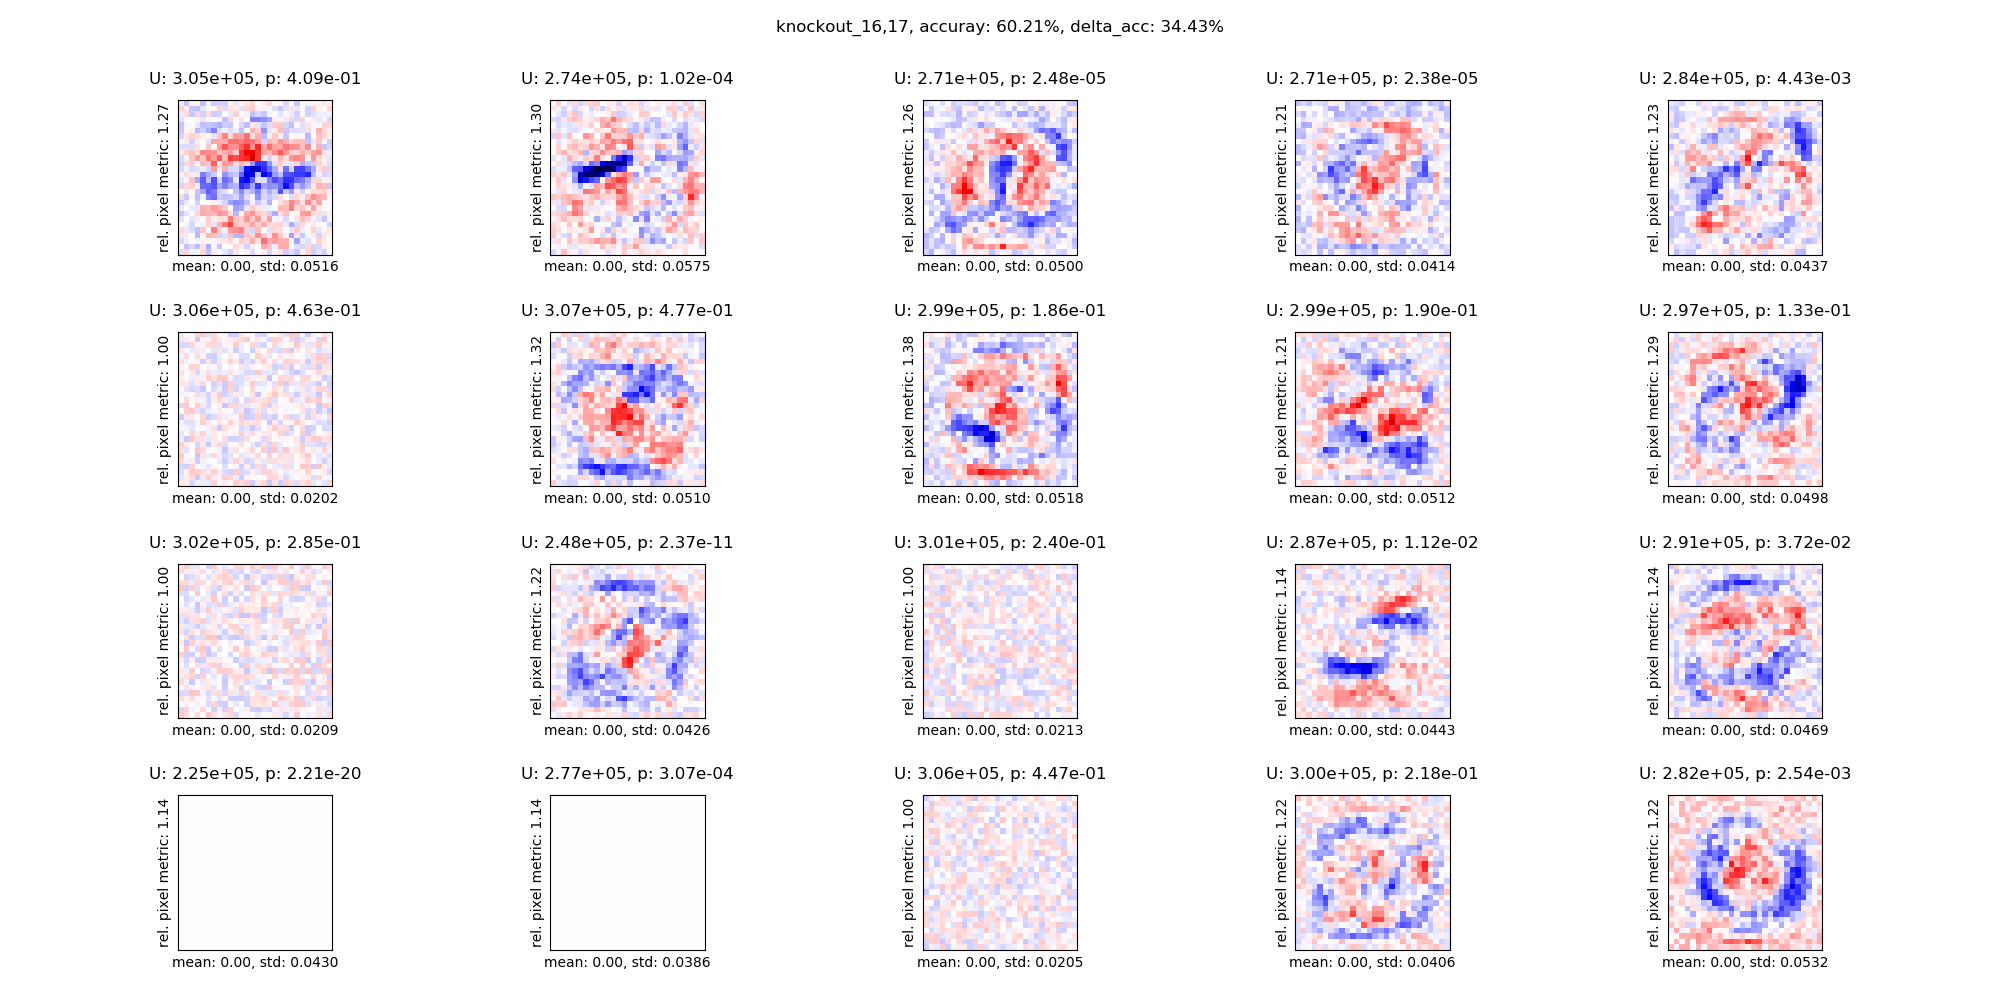 knockout_16,17, accuray: 60.21%, delta_acc: 34.43%
U: 3.05e+05, p: 4.09e-01
rel. pixel metric: 1.27
mean: 0.00, std: 0.0516
U: 2.74e+05, p: 1.02e-04
rel. pixel metric: 1.30
mean: 0.00, std: 0.0575
U: 2.71e+05, p: 2.48e-05
rel. pixel metric: 1.26
mean: 0.00, std: 0.0500
U: 2.71e+05, p: 2.38e-05
rel. pixel metric: 1.21
mean: 0.00, std: 0.0414
U: 2.84e+05, p: 4.43e-03
rel. pixel metric: 1.23
mean: 0.00, std: 0.0437
U: 3.06e+05, p: 4.63e-01
rel. pixel metric: 1.00
mean: 0.00, std: 0.0202
U: 3.07e+05, p: 4.77e-01
rel. pixel metric: 1.32
mean: 0.00, std: 0.0510
U: 2.99e+05, p: 1.86e-01
rel. pixel metric: 1.38
mean: 0.00, std: 0.0518
U: 2.99e+05, p: 1.90e-01
rel. pixel metric: 1.21
mean: 0.00, std: 0.0512
U: 2.97e+05, p: 1.33e-01
rel. pixel metric: 1.29
mean: 0.00, std: 0.0498
U: 3.02e+05, p: 2.85e-01
rel. pixel metric: 1.00
mean: 0.00, std: 0.0209
U: 2.48e+05, p: 2.37e-11
rel. pixel metric: 1.22
mean: 0.00, std: 0.0426
U: 3.01e+05, p: 2.40e-01
rel. pixel metric: 1.00
mean: 0.00, std: 0.0213
U: 2.87e+05, p: 1.12e-02
rel. pixel metric: 1.14
mean: 0.00, std: 0.0443
U: 2.91e+05, p: 3.72e-02
rel. pixel metric: 1.24
mean: 0.00, std: 0.0469
U: 2.25e+05, p: 2.21e-20
rel. pixel metric: 1.14
mean: 0.00, std: 0.0430
U: 2.77e+05, p: 3.07e-04
rel. pixel metric: 1.14
mean: 0.00, std: 0.0386
U: 3.06e+05, p: 4.47e-01
rel. pixel metric: 1.00
mean: 0.00, std: 0.0205
U: 3.00e+05, p: 2.18e-01
rel. pixel metric: 1.22
mean: 0.00, std: 0.0406
U: 2.82e+05, p: 2.54e-03
rel. pixel metric: 1.22
mean: 0.00, std: 0.0532